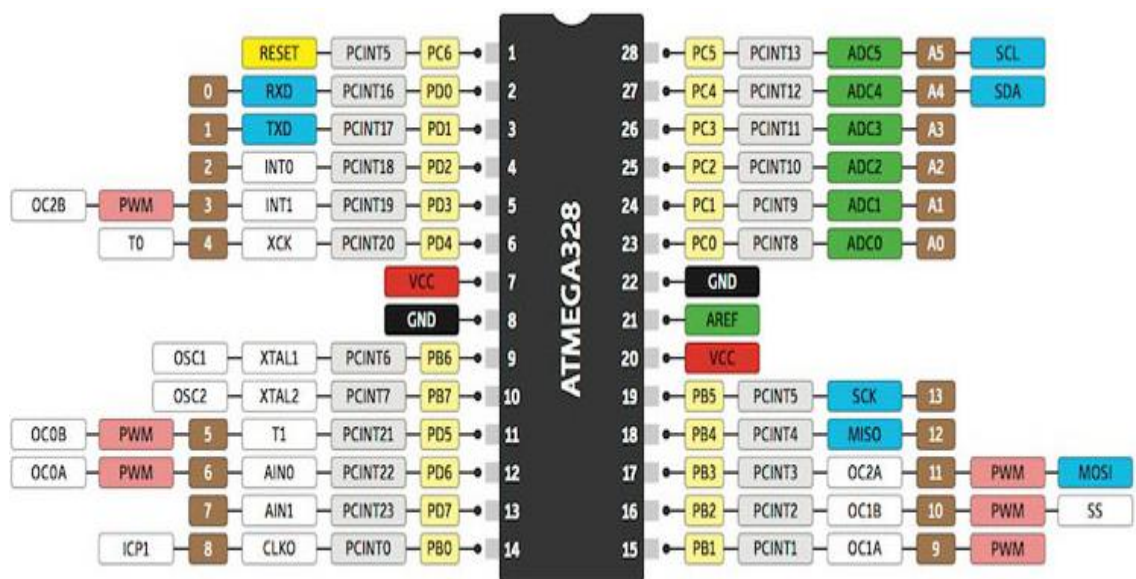 RESET PCINT5 PC6 1 28 PC5 PCINT13 ADC5 A5 SCL
0 RXD PCINT16 PD0 2 27 PC4 PCINT12 ADC4 A4 SDA
1 TXD PCINT17 PD1 3 26 PC3 PCINT11 ADC3 A3
2 INT0 PCINT18 PD2 4 25 PC2 PCINT10 ADC2 A2
OC2B PWM 3 INT1 PCINT19 PD3 5 24 PC1 PCINT9 ADC1 A1
T0 4 XCK PCINT20 PD4 6 23 PC0 PCINT8 ADC0 A0
VCC 7 22 GND
GND 8 21 AREF
OSC1 XTAL1 PCINT6 PB6 9 20 VCC
OSC2 XTAL2 PCINT7 PB7 10 19 PB5 PCINT5 SCK 13
OC0B PWM 5 T1 PCINT21 PD5 11 18 PB4 PCINT4 MISO 12
OC0A PWM 6 AIN0 PCINT22 PD6 12 17 PB3 PCINT3 OC2A 11 PWM MOSI
7 AIN1 PCINT23 PD7 13 16 PB2 PCINT2 OC1B 10 PWM SS
ICP1 8 CLKO PCINT0 PB0 14 15 PB1 PCINT1 OC1A 9 PWM
ATMEGA328